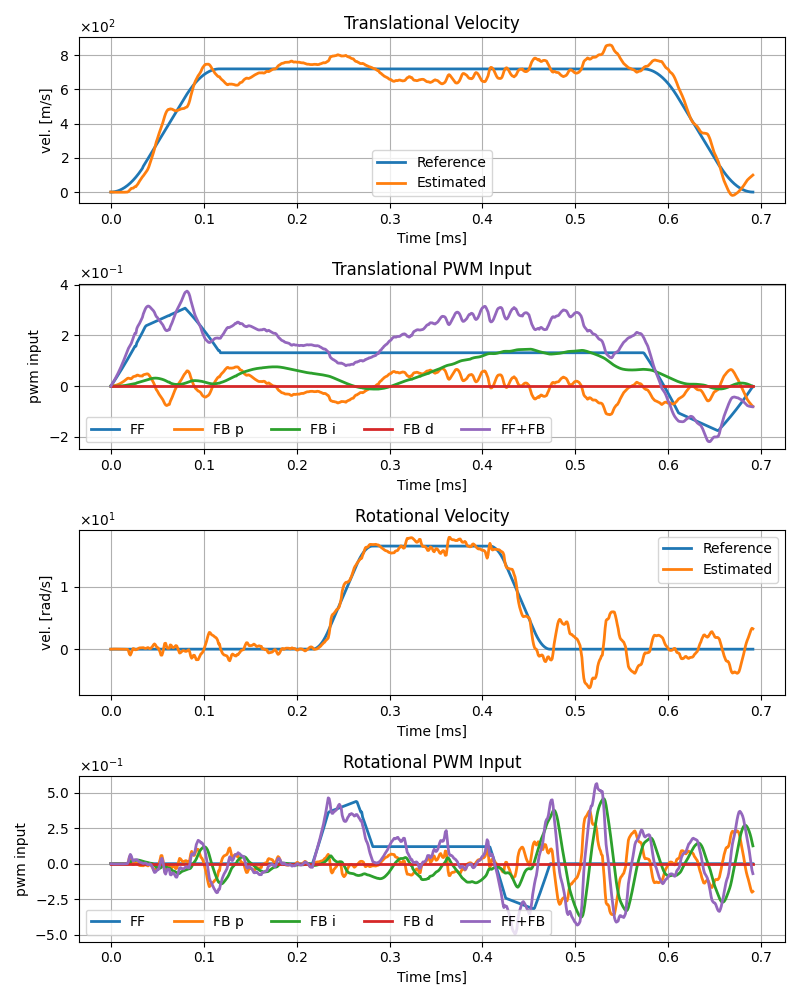 Translational Velocity
×10²
vel. [m/s]
8
6
4
2
0
Reference
Estimated
0.0 0.1 0.2 0.3 0.4 0.5 0.6 0.7
Time [ms]
Translational PWM Input
×10⁻¹
pwm input
4
2
0
−2
FF FB p FB i FB d FF+FB
0.0 0.1 0.2 0.3 0.4 0.5 0.6 0.7
Time [ms]
Rotational Velocity
×10¹
vel. [rad/s]
1
0
Reference
Estimated
0.0 0.1 0.2 0.3 0.4 0.5 0.6 0.7
Time [ms]
Rotational PWM Input
×10⁻¹
pwm input
5.0
2.5
0.0
−2.5
−5.0
FF FB p FB i FB d FF+FB
0.0 0.1 0.2 0.3 0.4 0.5 0.6 0.7
Time [ms]